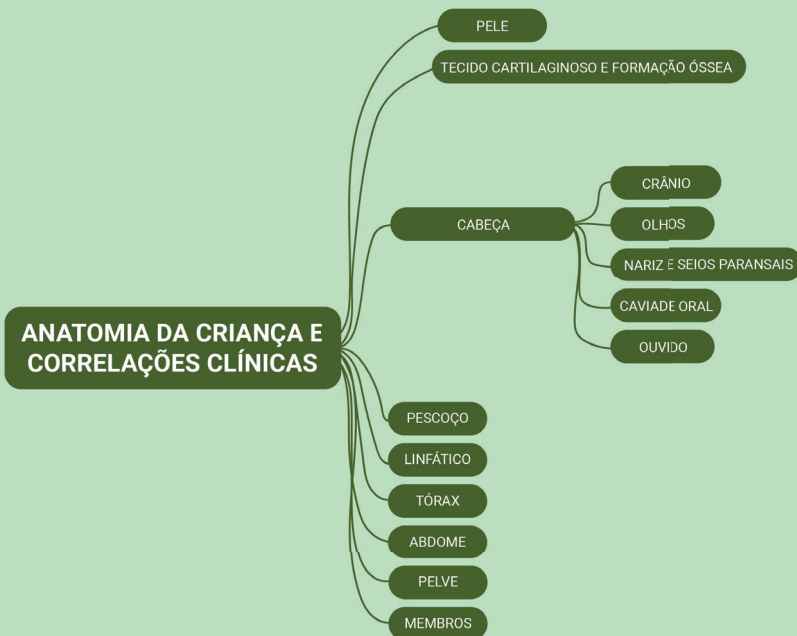 PELE
TECIDO CARTILAGINOSO E FORMAÇÃO ÓSSEA
CABEÇA
CRÂNIO
OLHOS
NARIZ E SEIOS PARANSAIS
CAVIADE ORAL
OUVIDO
ANATOMIA DA CRIANÇA E
CORRELAÇÕES CLÍNICAS
PESCOÇO
LINFÁTICO
TÓRAX
ABDOME
PELVE
MEMBROS